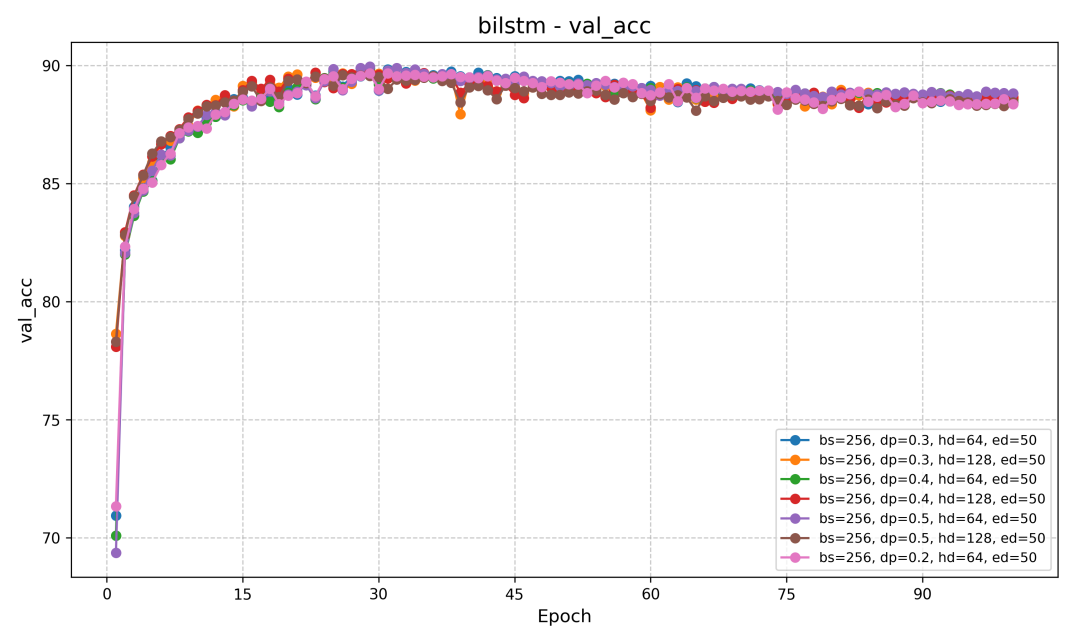 bilstm - val_acc
val_acc
90
85
80
75
70
0 15 30 45 60 75 90
Epoch
bs=256, dp=0.3, hd=64, ed=50
bs=256, dp=0.3, hd=128, ed=50
bs=256, dp=0.4, hd=64, ed=50
bs=256, dp=0.4, hd=128, ed=50
bs=256, dp=0.5, hd=64, ed=50
bs=256, dp=0.5, hd=128, ed=50
bs=256, dp=0.2, hd=64, ed=50